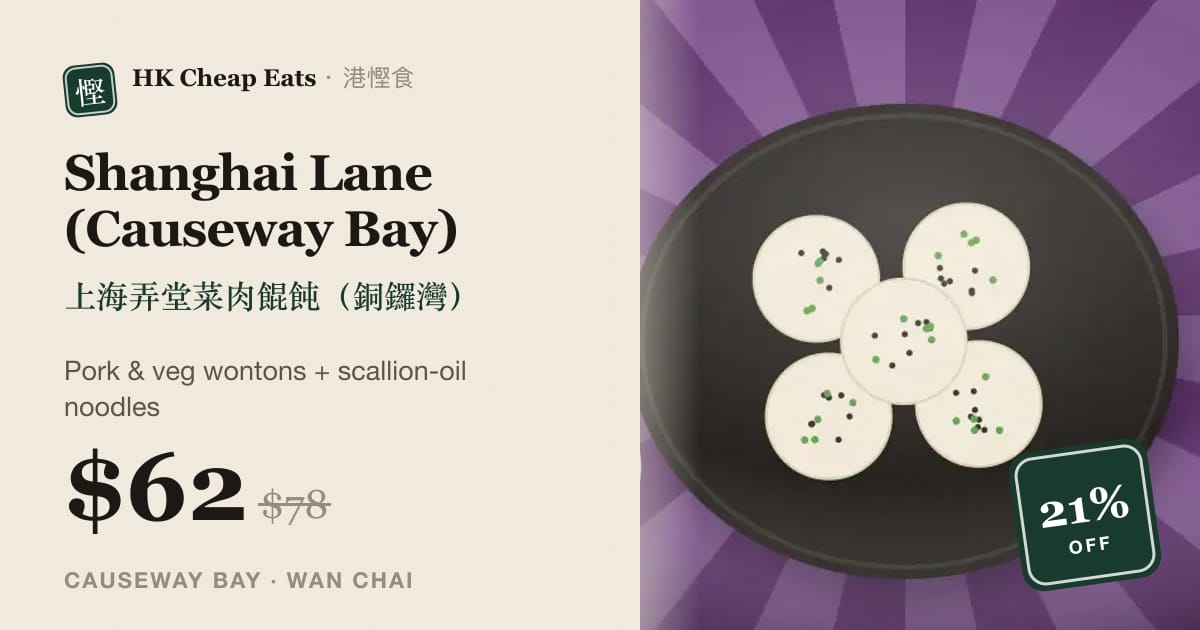 慳
HK Cheap Eats · 港慳食
Shanghai Lane
(Causeway Bay)
上海弄堂菜肉餛飩（銅鑼灣）
Pork & veg wontons + scallion-oil
noodles
$62 $78
CAUSEWAY BAY · WAN CHAI
21%
OFF